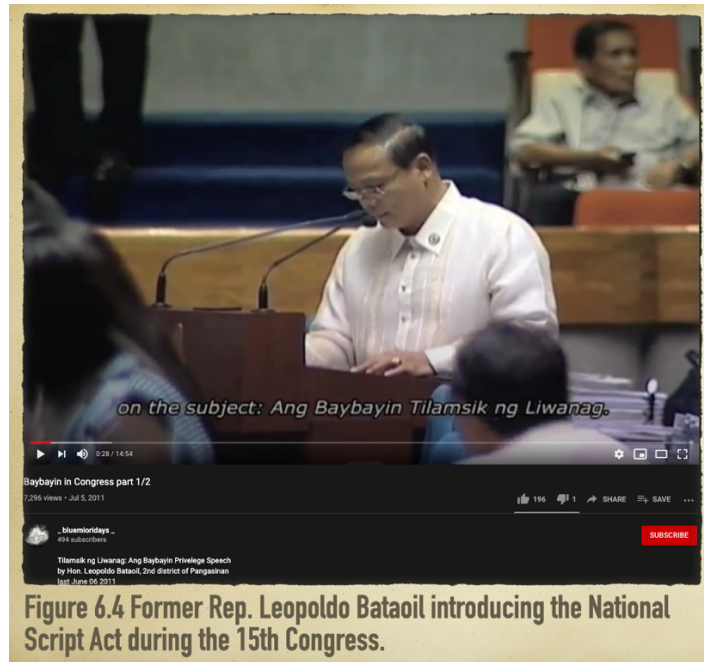 on the subject: Ang Baybayin Tilamsik ng Liwanag.
0:28 / 14:54
Baybayin in Congress part 1/2
7,296 views • Jul 5, 2011
196
1
SHARE
SAVE
_bluemioridays_
494 subscribers
SUBSCRIBE
Tilamsik ng Liwanag: Ang Baybayin Privelege Speech
by Hon. Leopoldo Bataoil, 2nd district of Pangasinan
last June 06 2011
Figure 6.4 Former Rep. Leopoldo Bataoil introducing the National
Script Act during the 15th Congress.